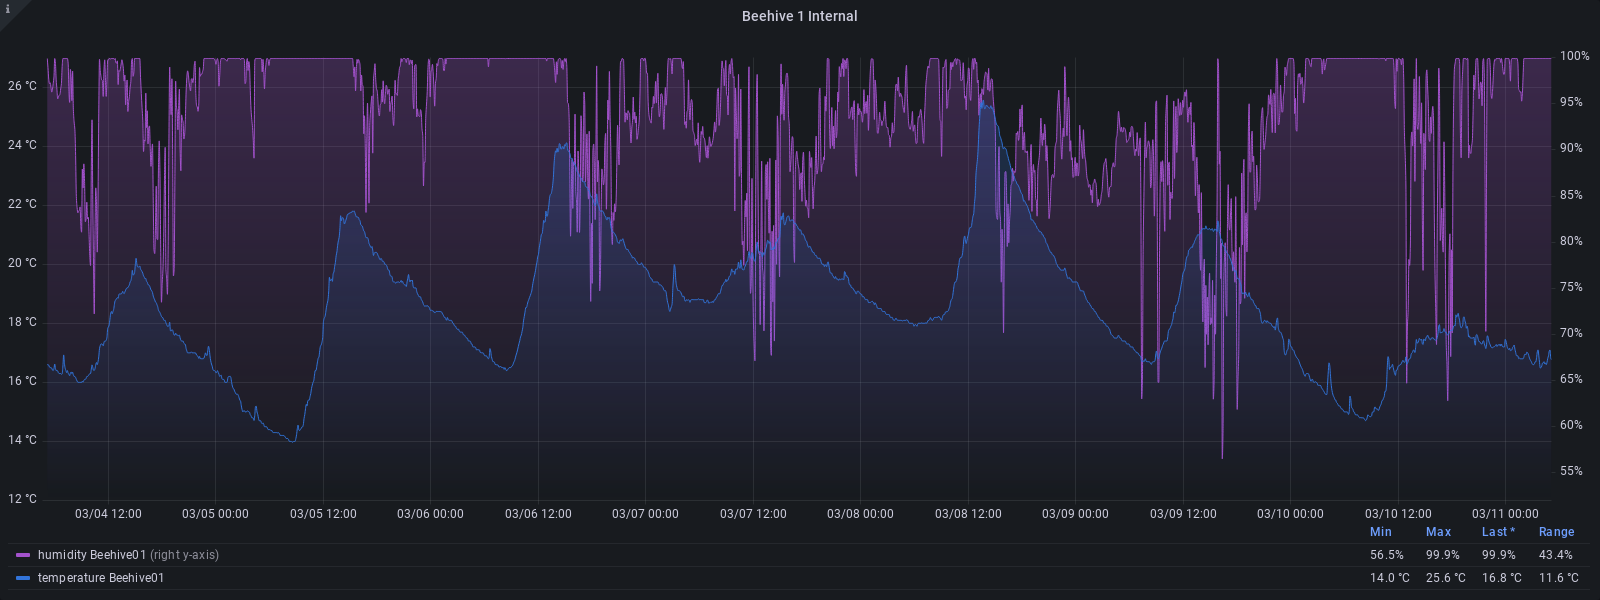 i
Beehive 1 Internal
26 °C
24 °C
22 °C
20 °C
18 °C
16 °C
14 °C
12 °C
100%
95%
90%
85%
80%
75%
70%
65%
60%
55%
03/04 12:00 03/05 00:00 03/05 12:00 03/06 00:00 03/06 12:00 03/07 00:00 03/07 12:00 03/08 00:00 03/08 12:00 03/09 00:00 03/09 12:00 03/10 00:00 03/10 12:00 03/11 00:00
Min Max Last * Range
humidity Beehive01 (right y-axis) 56.5% 99.9% 99.9% 43.4%
temperature Beehive01 14.0 °C 25.6 °C 16.8 °C 11.6 °C